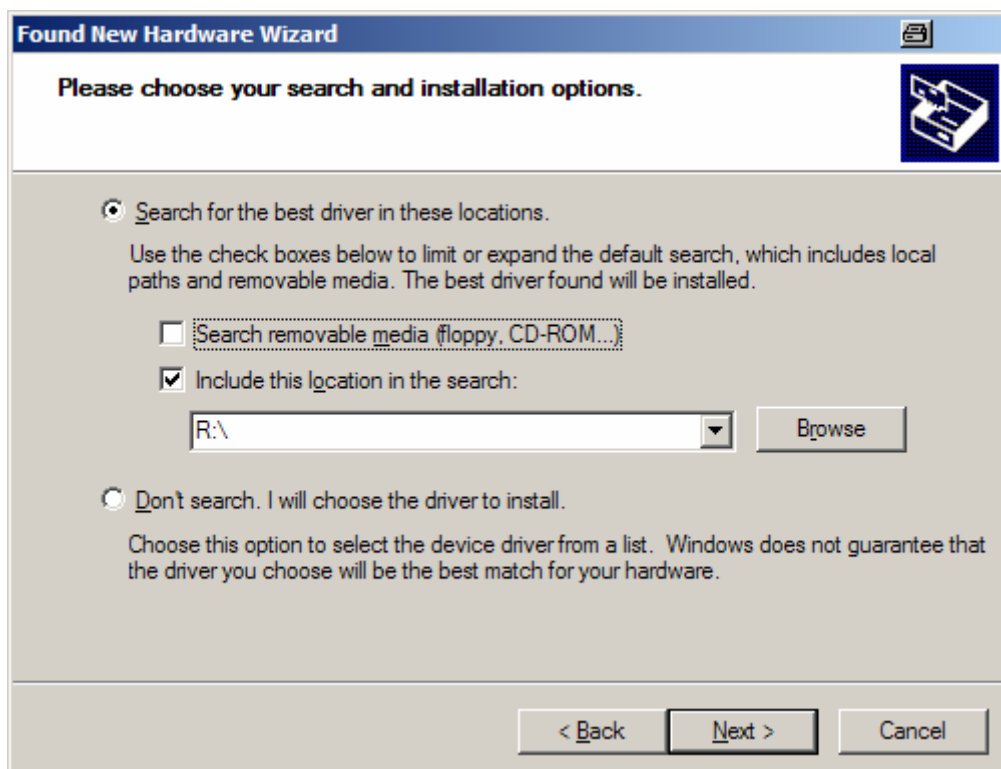 Found New Hardware Wizard
Please choose your search and installation options.
Search for the best driver in these locations.
Use the check boxes below to limit or expand the default search, which includes local
paths and removable media. The best driver found will be installed.
Search removable media (floppy, CD-ROM...)
Include this location in the search:
R:\
Browse
Don't search. I will choose the driver to install.
Choose this option to select the device driver from a list.  Windows does not guarantee that
the driver you choose will be the best match for your hardware.
< Back
Next >
Cancel